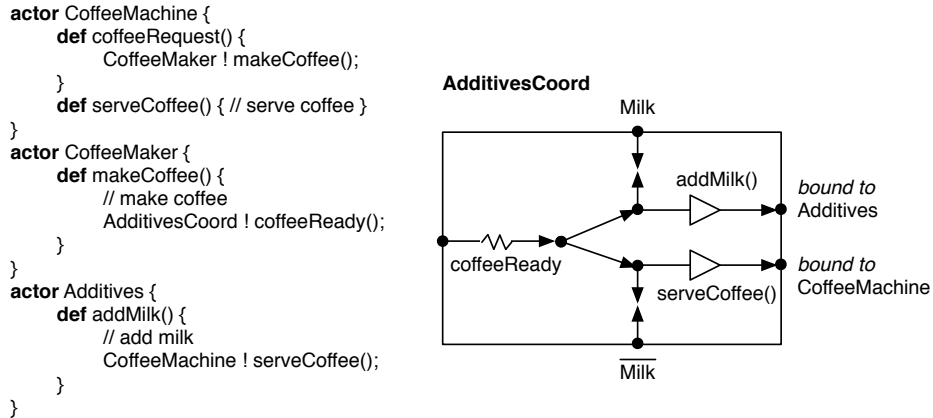 actor CoffeeMachine {
def coffeeRequest() {
CoffeeMaker ! makeCoffee();
}
def serveCoffee() { // serve coffee }
}
actor CoffeeMaker {
def makeCoffee() {
// make coffee
AdditivesCoord ! coffeeReady();
}
}
actor Additives {
def addMilk() {
// add milk
CoffeeMachine ! serveCoffee();
}
}
AdditivesCoord
Milk
addMilk()
bound to
Additives
coffeeReady
serveCoffee()
bound to
CoffeeMachine
M̅i̅l̅k̅